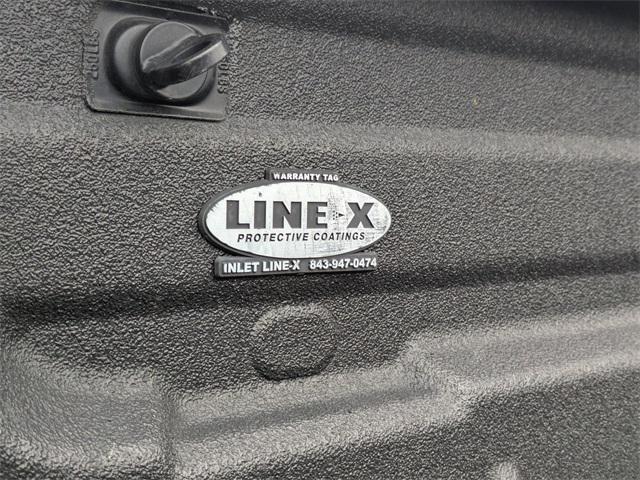 WARRANTY TAG
LINE-X
PROTECTIVE COATINGS
INLET LINE-X 843-947-0474